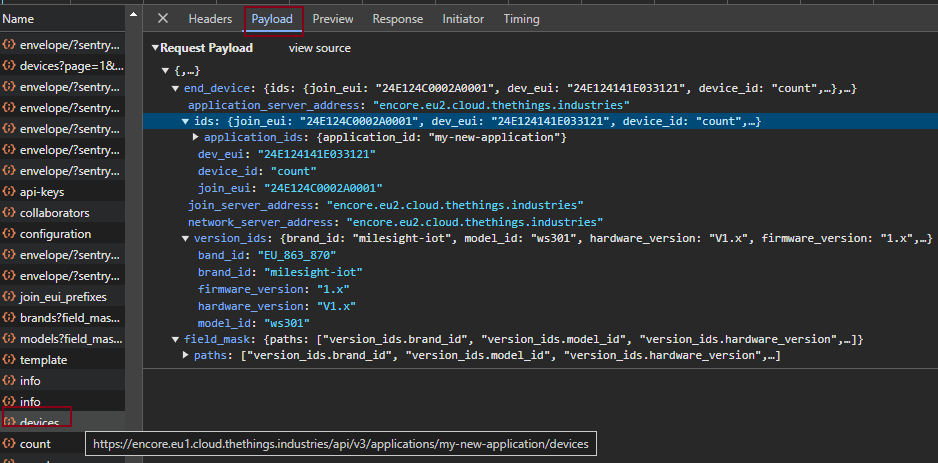 Name
Headers Payload Preview Response Initiator Timing
envelope/?sentry...
devices?page=1&...
envelope/?sentry...
envelope/?sentry...
envelope/?sentry...
envelope/?sentry...
envelope/?sentry...
api-keys
collaborators
configuration
envelope/?sentry...
envelope/?sentry...
join_eui_prefixes
brands?field_mas...
models?field_mas...
template
info
info
devices
count
Request Payload view source
{,…}
end_device: {ids: {join_eui: "24E124C0002A0001", dev_eui: "24E124141E033121", device_id: "count",…},…}
application_server_address: "encore.eu2.cloud.thethings.industries"
ids: {join_eui: "24E124C0002A0001", dev_eui: "24E124141E033121", device_id: "count",…}
application_ids: {application_id: "my-new-application"}
dev_eui: "24E124141E033121"
device_id: "count"
join_eui: "24E124C0002A0001"
join_server_address: "encore.eu2.cloud.thethings.industries"
network_server_address: "encore.eu2.cloud.thethings.industries"
version_ids: {brand_id: "milesight-iot", model_id: "ws301", hardware_version: "V1.x", firmware_version: "1.x",…}
band_id: "EU_863_870"
brand_id: "milesight-iot"
firmware_version: "1.x"
hardware_version: "V1.x"
model_id: "ws301"
field_mask: {paths: ["version_ids.brand_id", "version_ids.model_id", "version_ids.hardware_version",…]}
paths: ["version_ids.brand_id", "version_ids.model_id", "version_ids.hardware_version",…]
https://encore.eu1.cloud.thethings.industries/api/v3/applications/my-new-application/devices